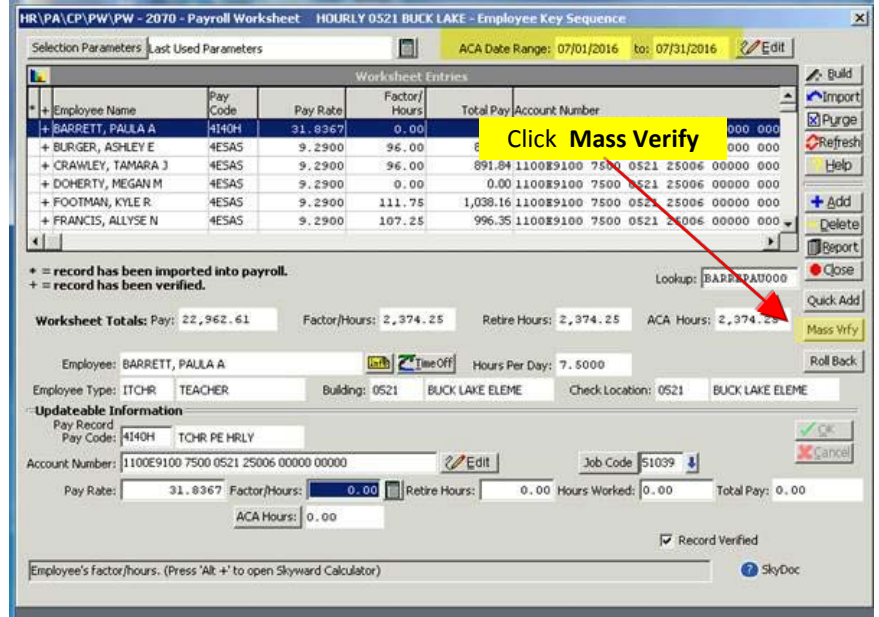 HR\PA\CP\PW\PW - 2070 - Payroll Worksheet HOURLY 0521 BUCK LAKE - Employee Key Sequence
Selection Parameters Last Used Parameters ACA Date Range: 07/01/2016 to: 07/31/2016 Edit
Worksheet Entries
* + Employee Name Pay Code Pay Rate Factor/ Hours Total Pay Account Number
+ BARRETT, PAULA A 4I40H 31.8367 0.00 000 000
+ BURGER, ASHLEY E 4ESAS 9.2900 96.00 8
+ CRAWLEY, TAMARA J 4ESAS 9.2900 96.00 891.84 1100E9100 7500 0521 25006 00000 000
+ DOHERTY, MEGAN M 4ESAS 9.2900 0.00 0.00 1100E9100 7500 0521 25006 00000 000
+ FOOTMAN, KYLE R 4ESAS 9.2900 111.75 1,038.16 1100E9100 7500 0521 25006 00000 000
+ FRANCIS, ALLYSE N 4ESAS 9.2900 107.25 996.35 1100E9100 7500 0521 25006 00000 000
Click Mass Verify
Build
Import
Purge
Refresh
Help
Add
Delete
Report
Close
Quick Add
Mass Vrfy
Roll Back
OK
Cancel
* = record has been imported into payroll.
+ = record has been verified.
Lookup: BARREPAU000
Worksheet Totals: Pay: 22,962.61 Factor/Hours: 2,374.25 Retire Hours: 2,374.25 ACA Hours: 2,374.25
Employee: BARRETT, PAULA A Info Time Off Hours Per Day: 7.5000
Employee Type: ITCHR TEACHER Building: 0521 BUCK LAKE ELEME Check Location: 0521 BUCK LAKE ELEME
Updateable Information
Pay Record
Pay Code: 4I40H TCHR PE HRLY
Account Number: 1100E9100 7500 0521 25006 00000 00000 Edit Job Code 51039
Pay Rate: 31.8367 Factor/Hours: 0.00 Retire Hours: 0.00 Hours Worked: 0.00 Total Pay: 0.00
ACA Hours: 0.00
Record Verified
Employee's factor/hours. (Press 'Alt +' to open Skyward Calculator) SkyDoc